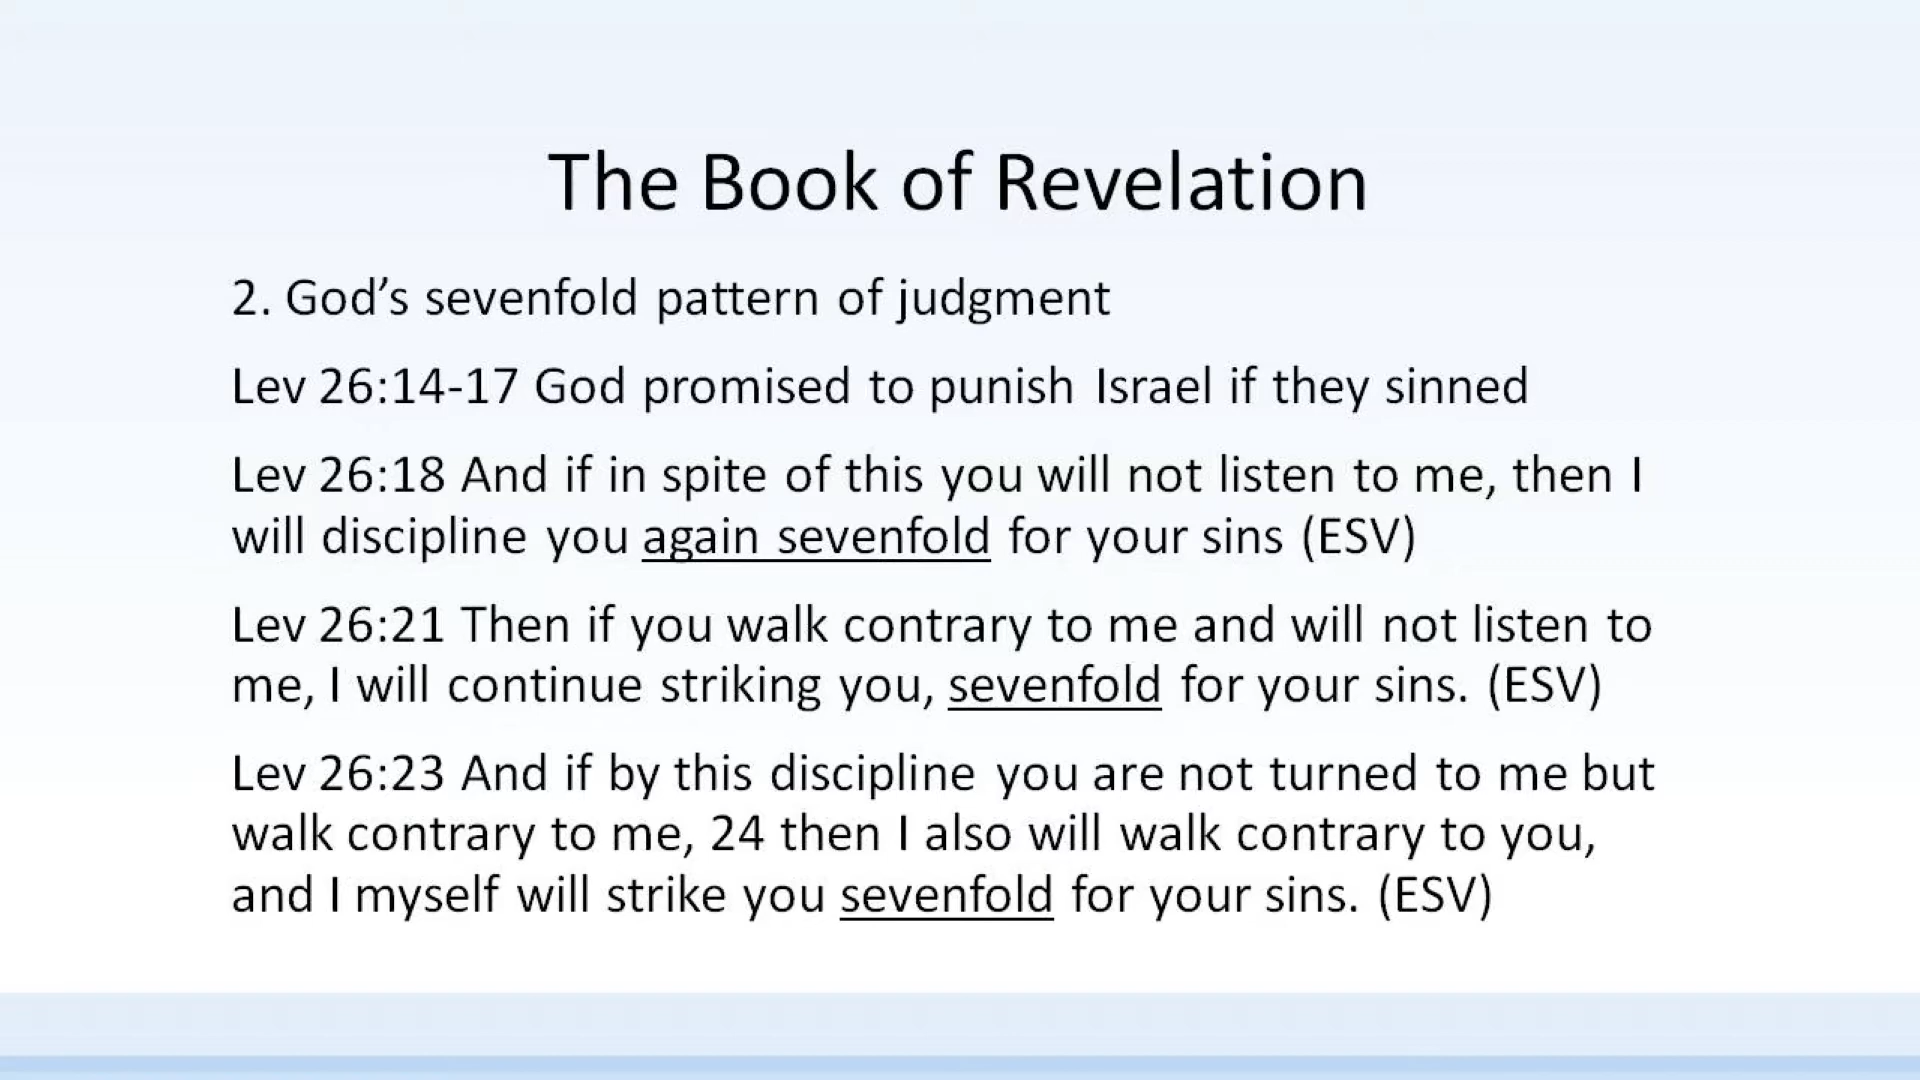 The Book of Revelation
2. God’s sevenfold pattern of judgment
Lev 26:14-17 God promised to punish Israel if they sinned
Lev 26:18 And if in spite of this you will not listen to me, then I
will discipline you again sevenfold for your sins (ESV)
Lev 26:21 Then if you walk contrary to me and will not listen to
me, I will continue striking you, sevenfold for your sins. (ESV)
Lev 26:23 And if by this discipline you are not turned to me but
walk contrary to me, 24 then I also will walk contrary to you,
and I myself will strike you sevenfold for your sins. (ESV)